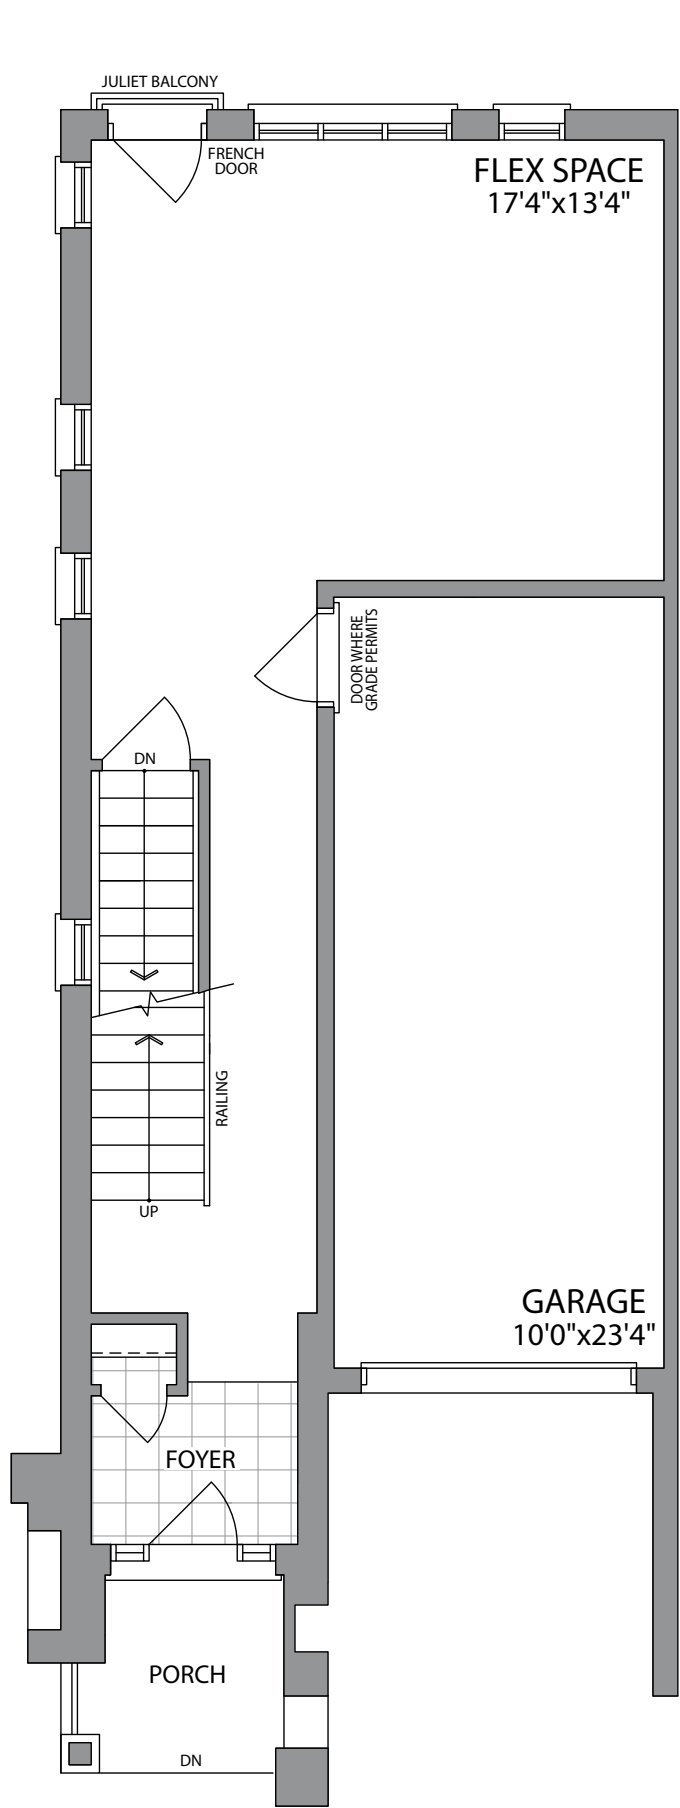 JULIET BALCONY
FRENCH
DOOR
FLEX SPACE
17'4"x13'4"
DOOR WHERE
GRADE PERMITS
DN
RAILING
UP
GARAGE
10'0"x23'4"
FOYER
PORCH
DN